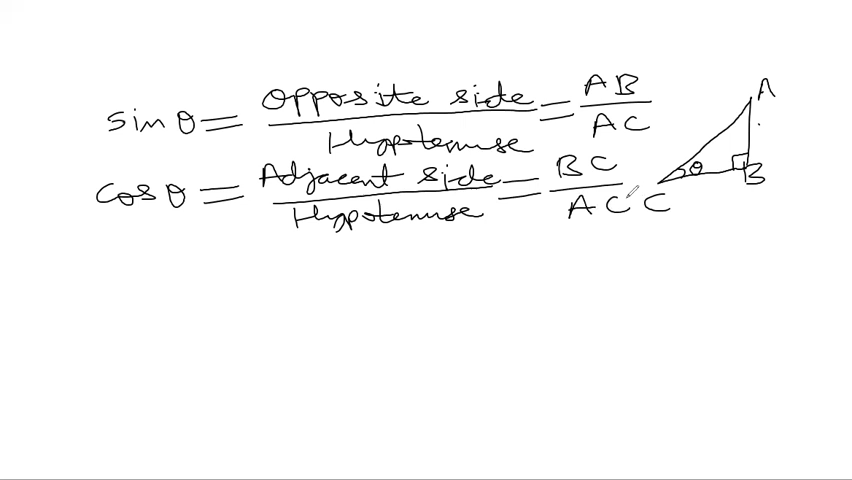 sin θ = Opposite side / Hypotenuse = AB / AC
cos θ = Adjacent side / Hypotenuse = BC / AC
A
θ
B
C